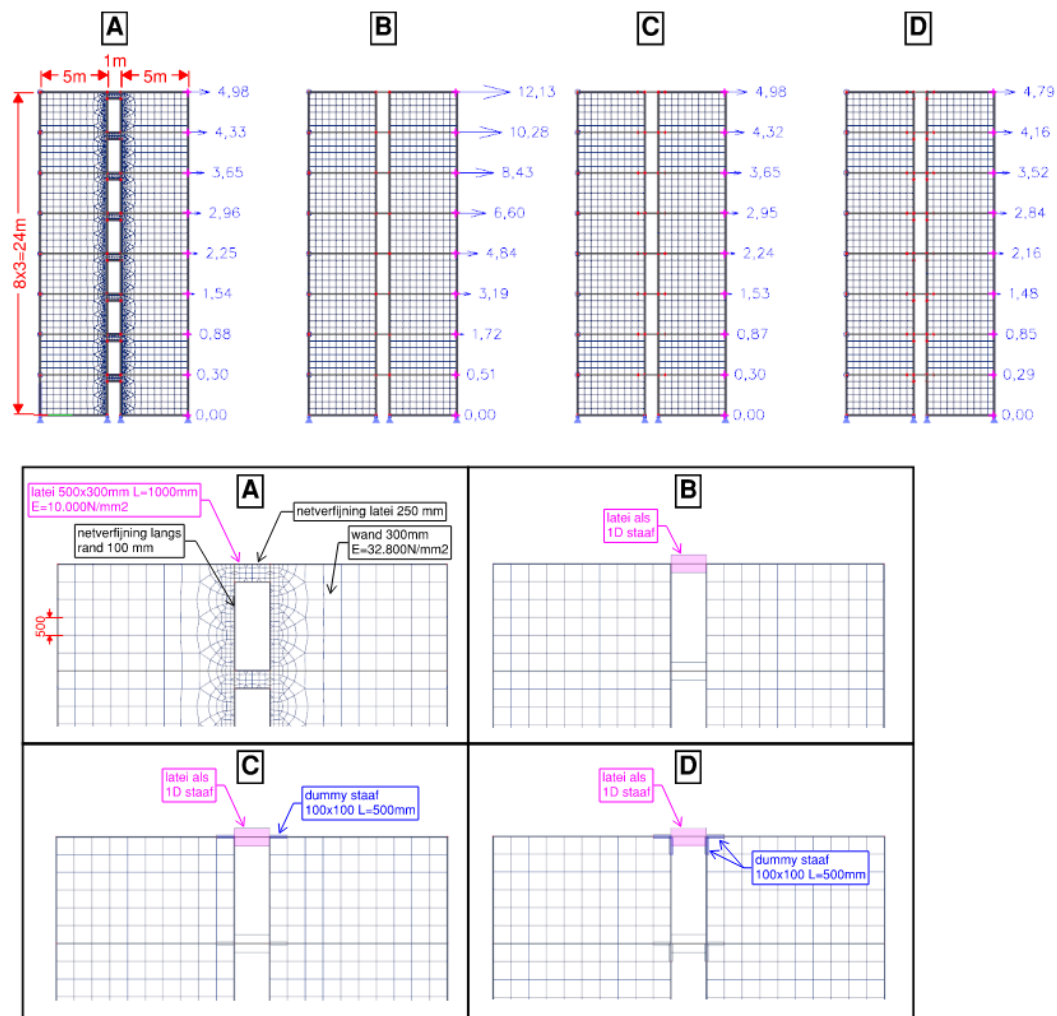 A
B
C
D
1m
5m
5m
8x3=24m
4,98
4,33
3,65
2,96
2,25
1,54
0,88
0,30
0,00
12,13
10,28
8,43
6,60
4,84
3,19
1,72
0,51
0,00
4,98
4,32
3,65
2,95
2,24
1,53
0,87
0,30
0,00
4,79
4,16
3,52
2,84
2,16
1,48
0,85
0,29
0,00
A
latei 500x300mm L=1000mm
E=10.000N/mm2
netverfijning latei 250 mm
netverfijning langs
rand 100 mm
wand 300mm
E=32.800N/mm2
500
B
latei als
1D staaf
C
latei als
1D staaf
dummy staaf
100x100 L=500mm
D
latei als
1D staaf
dummy staaf
100x100 L=500mm